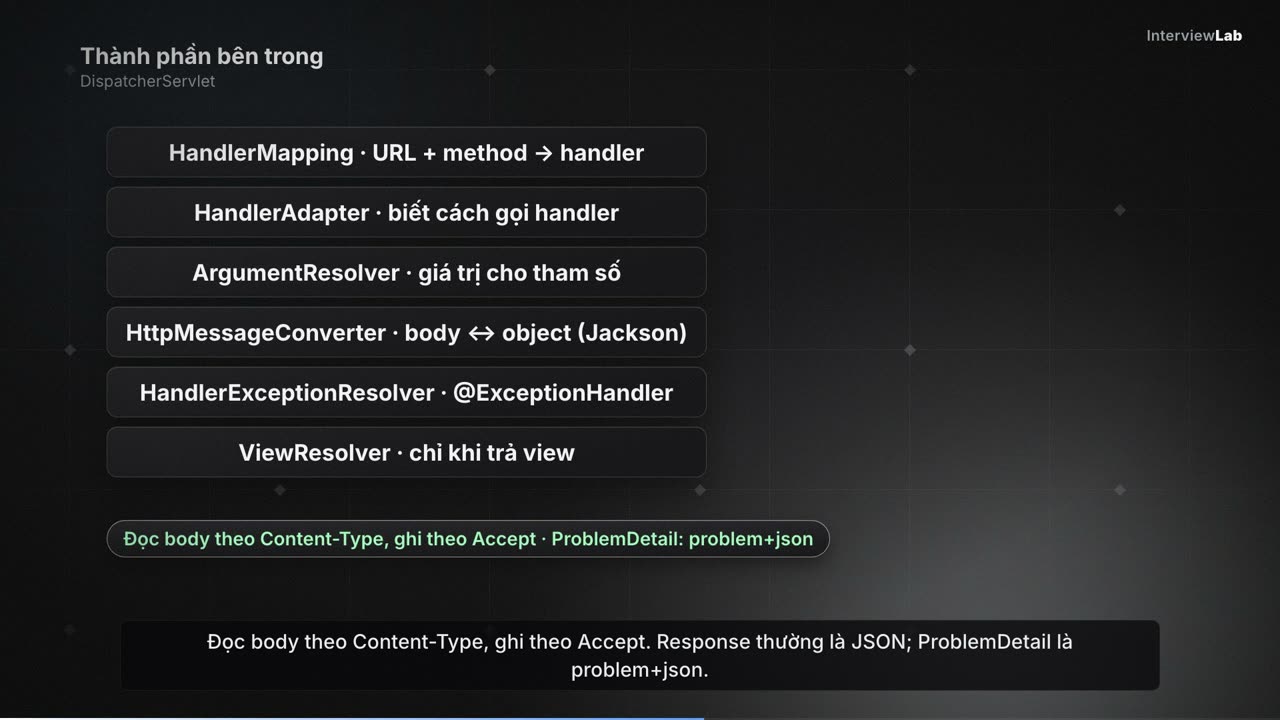 Thành phần bên trong
InterviewLab
DispatcherServlet
HandlerMapping · URL + method → handler
HandlerAdapter · biết cách gọi handler
ArgumentResolver · giá trị cho tham số
HttpMessageConverter · body ↔ object (Jackson)
HandlerExceptionResolver · @ExceptionHandler
ViewResolver · chỉ khi trả view
Đọc body theo Content-Type, ghi theo Accept · ProblemDetail: problem+json
Đọc body theo Content-Type, ghi theo Accept. Response thường là JSON; ProblemDetail là
problem+json.